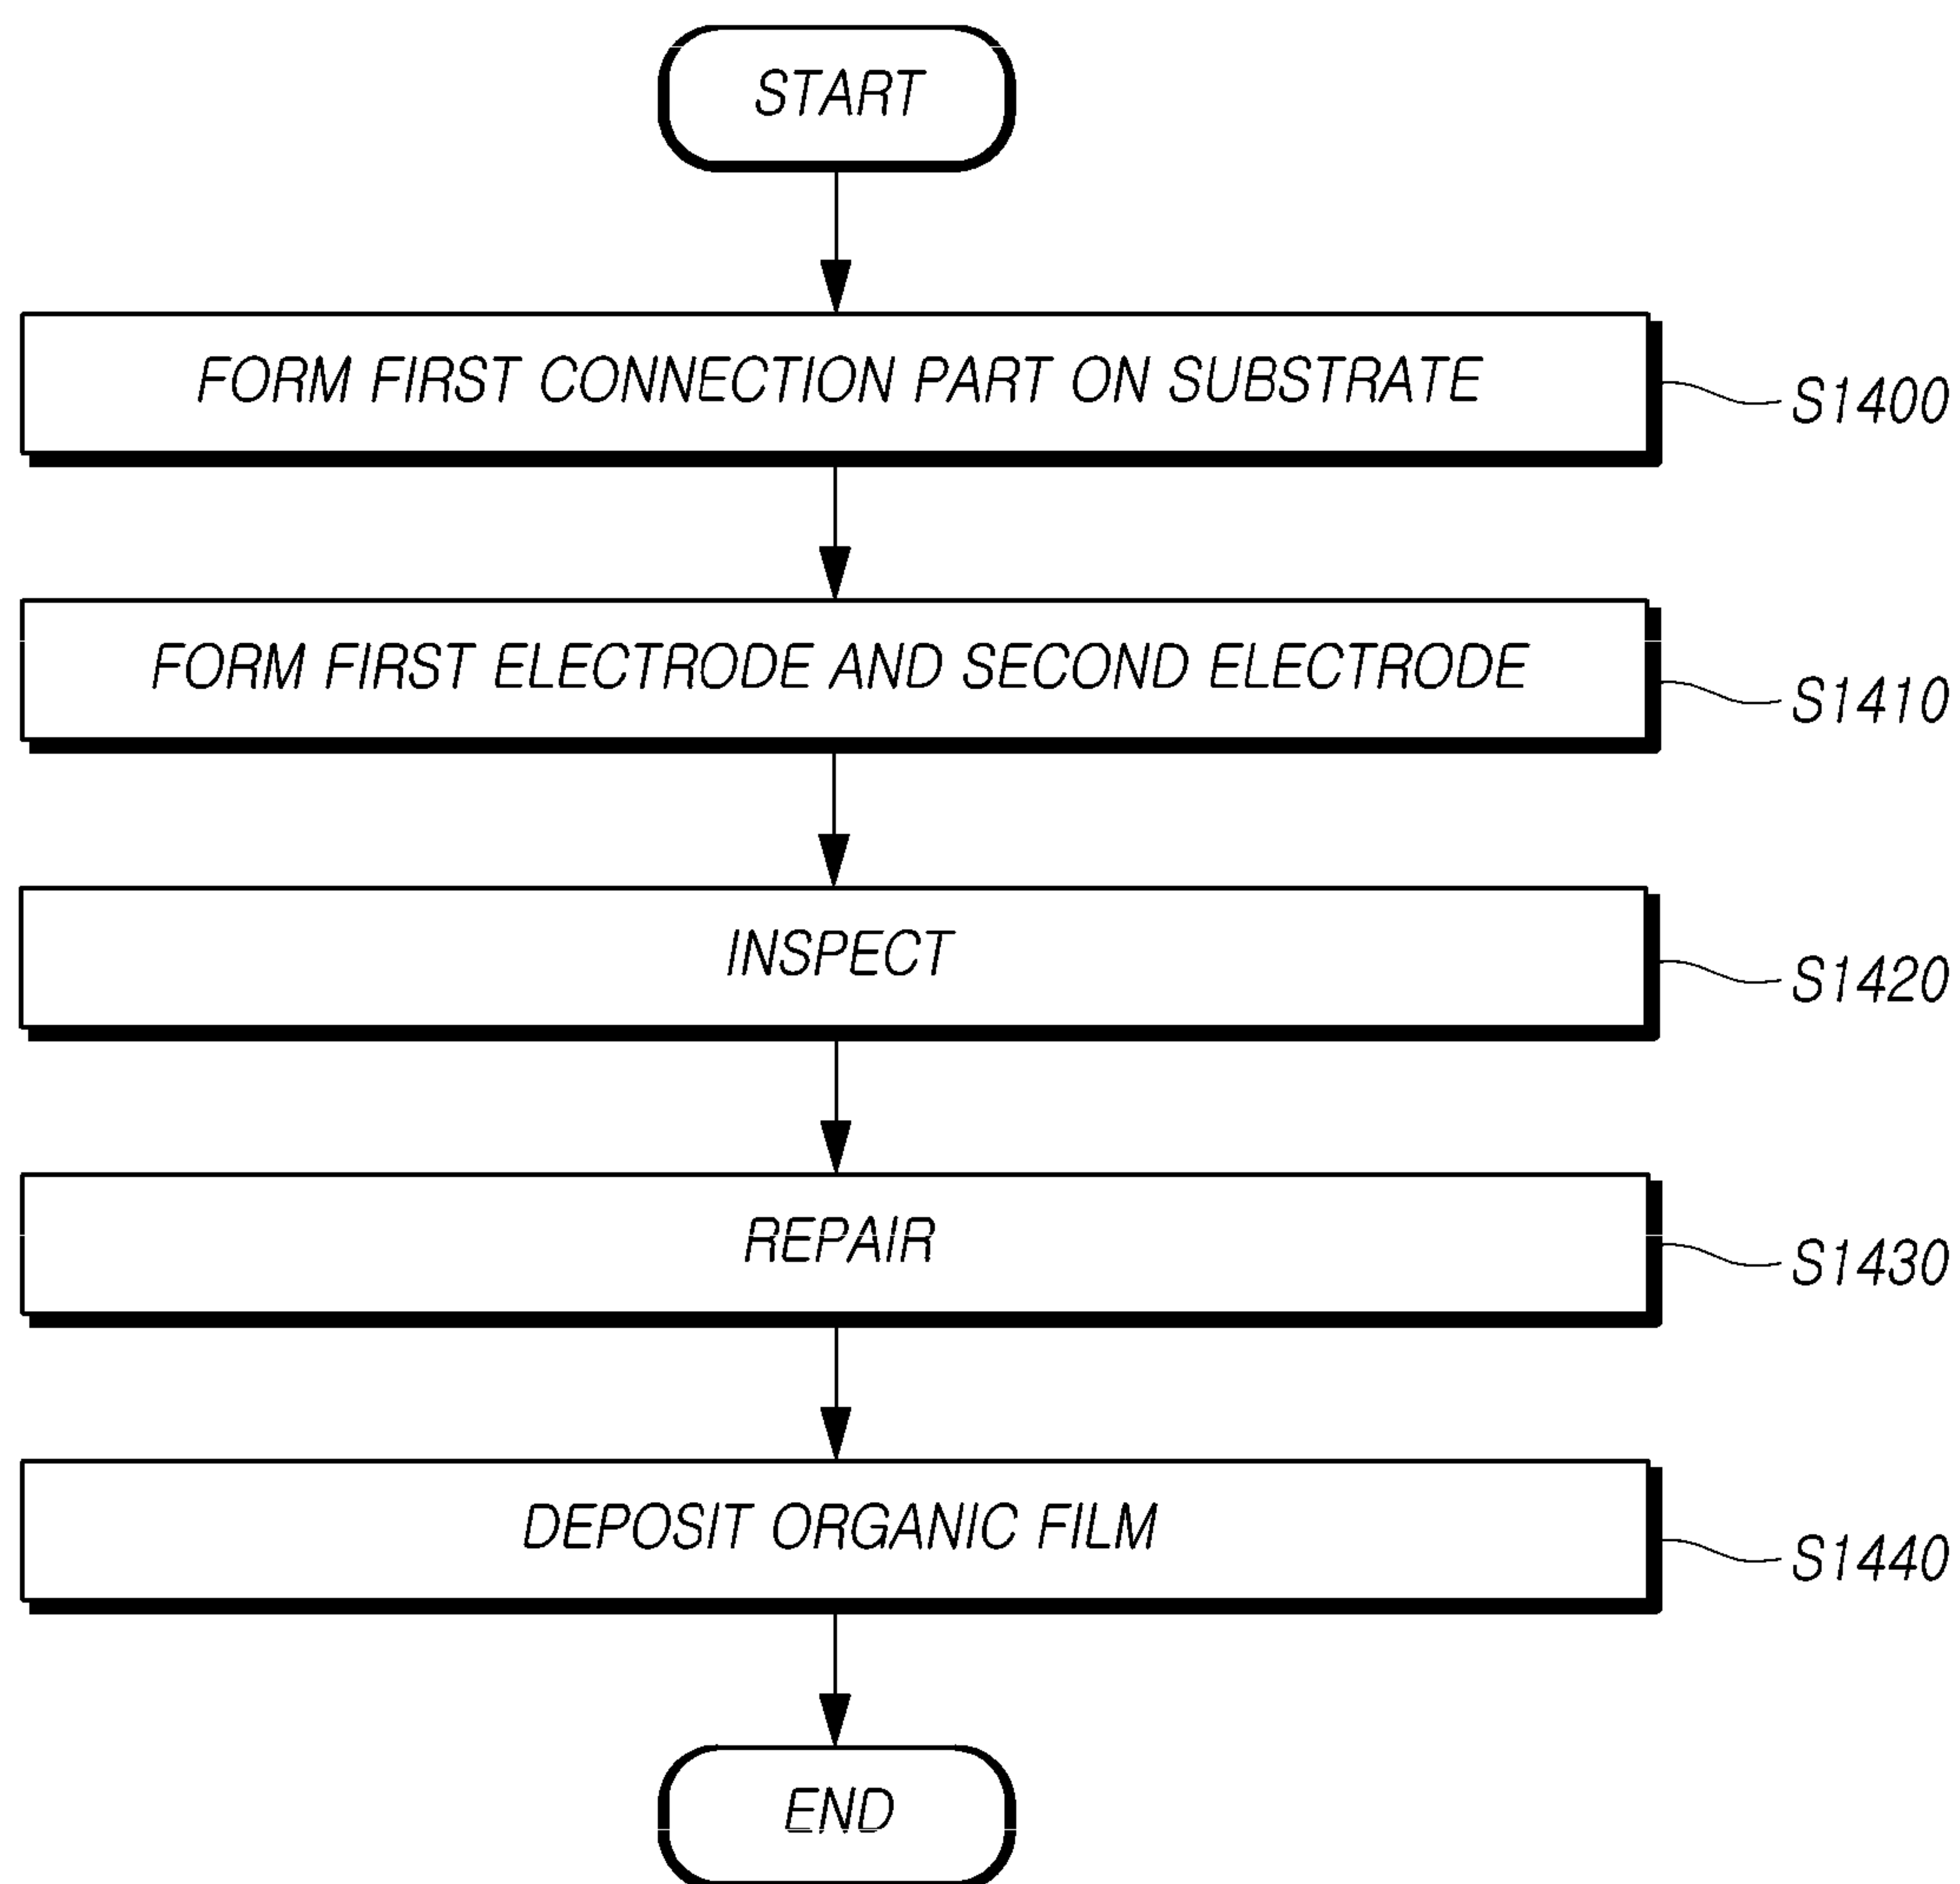 START
FORM FIRST CONNECTION PART ON SUBSTRATE
S1400
FORM FIRST ELECTRODE AND SECOND ELECTRODE
S1410
INSPECT
S1420
REPAIR
S1430
DEPOSIT ORGANIC FILM
S1440
END